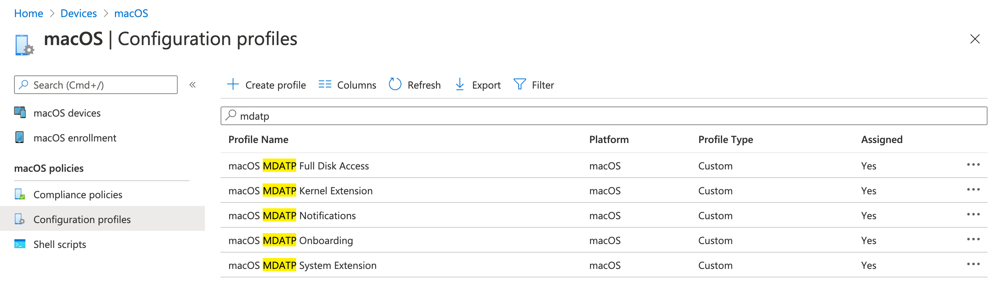 Home > Devices > macOS
macOS | Configuration profiles
Search (Cmd+/)
«
macOS devices
macOS enrollment
macOS policies
Compliance policies
Configuration profiles
Shell scripts
Create profile Columns Refresh Export Filter
mdatp
Profile Name Platform Profile Type Assigned
macOS MDATP Full Disk Access macOS Custom Yes ...
macOS MDATP Kernel Extension macOS Custom Yes ...
macOS MDATP Notifications macOS Custom Yes ...
macOS MDATP Onboarding macOS Custom Yes ...
macOS MDATP System Extension macOS Custom Yes ...